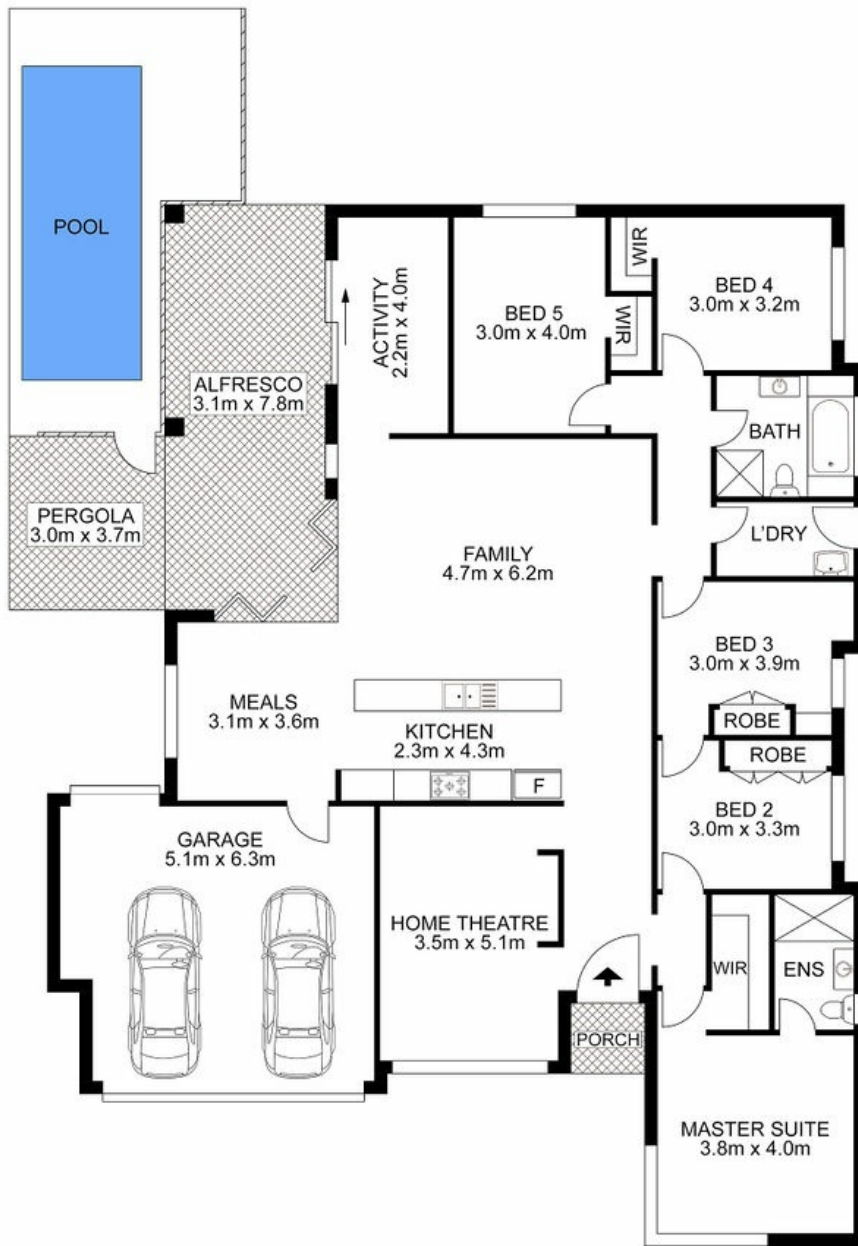 POOL
ACTIVITY
2.2m x 4.0m
BED 5
3.0m x 4.0m
WIR
WIR
BED 4
3.0m x 3.2m
ALFRESCO
3.1m x 7.8m
BATH
PERGOLA
3.0m x 3.7m
FAMILY
4.7m x 6.2m
L'DRY
BED 3
3.0m x 3.9m
ROBE
MEALS
3.1m x 3.6m
KITCHEN
2.3m x 4.3m
F
ROBE
BED 2
3.0m x 3.3m
GARAGE
5.1m x 6.3m
HOME THEATRE
3.5m x 5.1m
WIR
ENS
PORCH
MASTER SUITE
3.8m x 4.0m